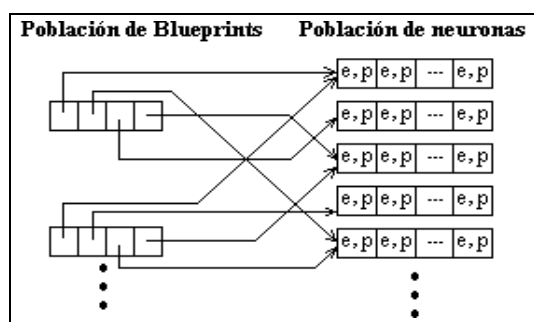 Población de Blueprints
Población de neuronas
e,p e,p --- e,p
e,p e,p --- e,p
e,p e,p --- e,p
e,p e,p --- e,p
e,p e,p --- e,p